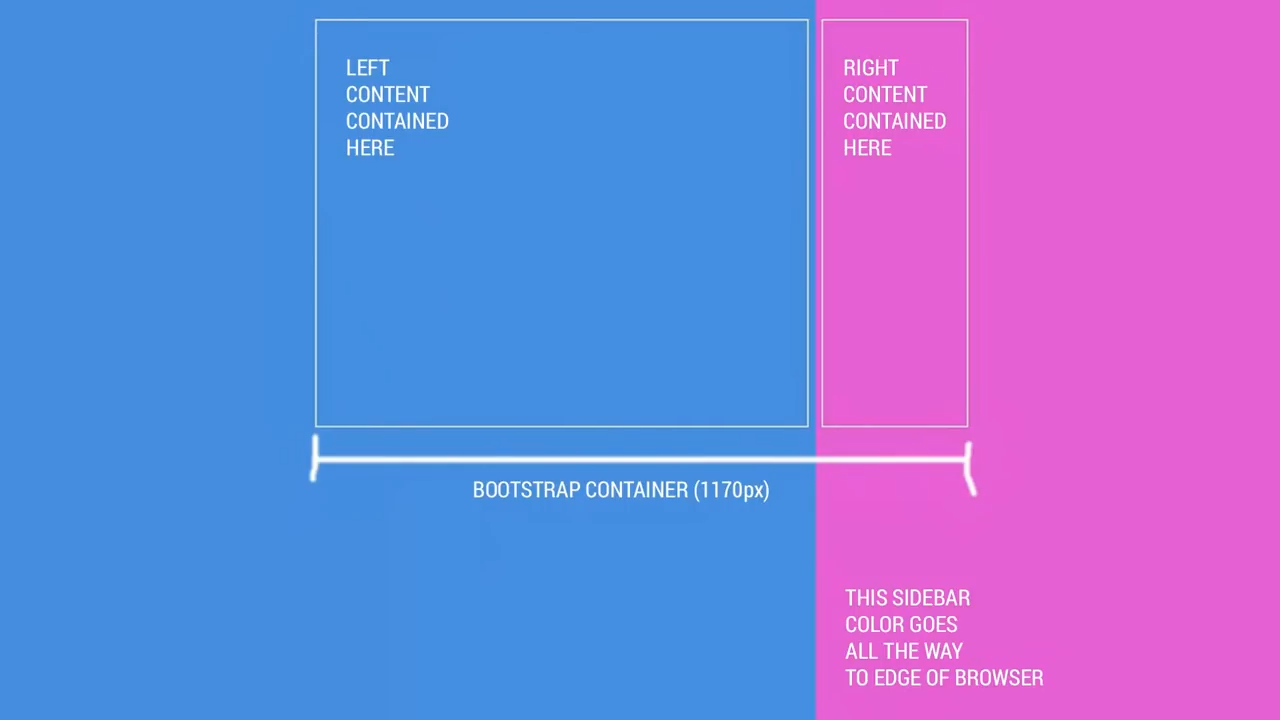 LEFT
CONTENT
CONTAINED
HERE
RIGHT
CONTENT
CONTAINED
HERE
BOOTSTRAP CONTAINER (1170px)
THIS SIDEBAR
COLOR GOES
ALL THE WAY
TO EDGE OF BROWSER